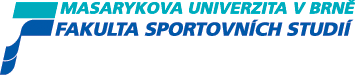 MASARYKOVA UNIVERZITA V BRNĚ
FAKULTA SPORTOVNÍCH STUDIÍ